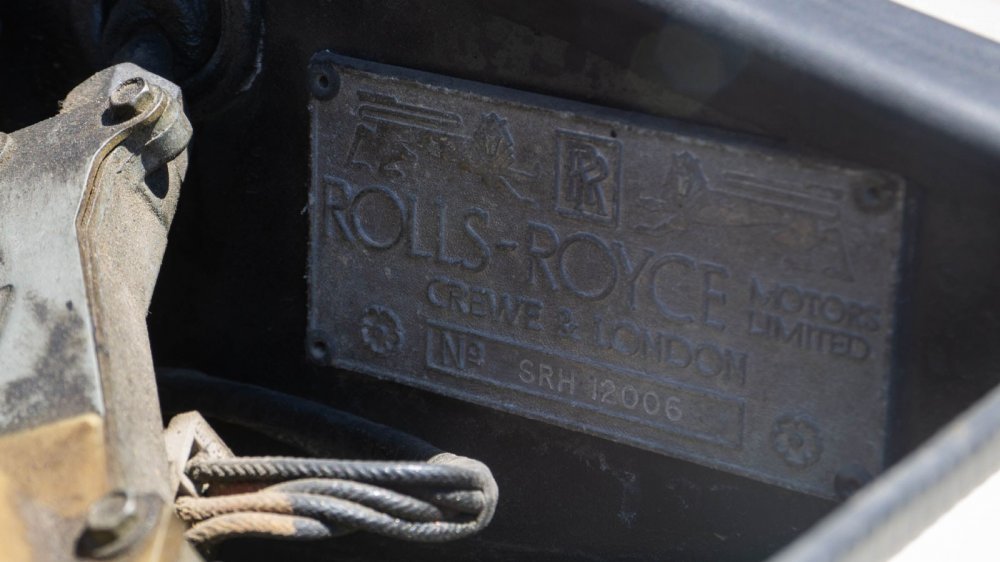 RR
ROLLS-ROYCE MOTORS LIMITED
CREWE & LONDON
Nº SRH 12006